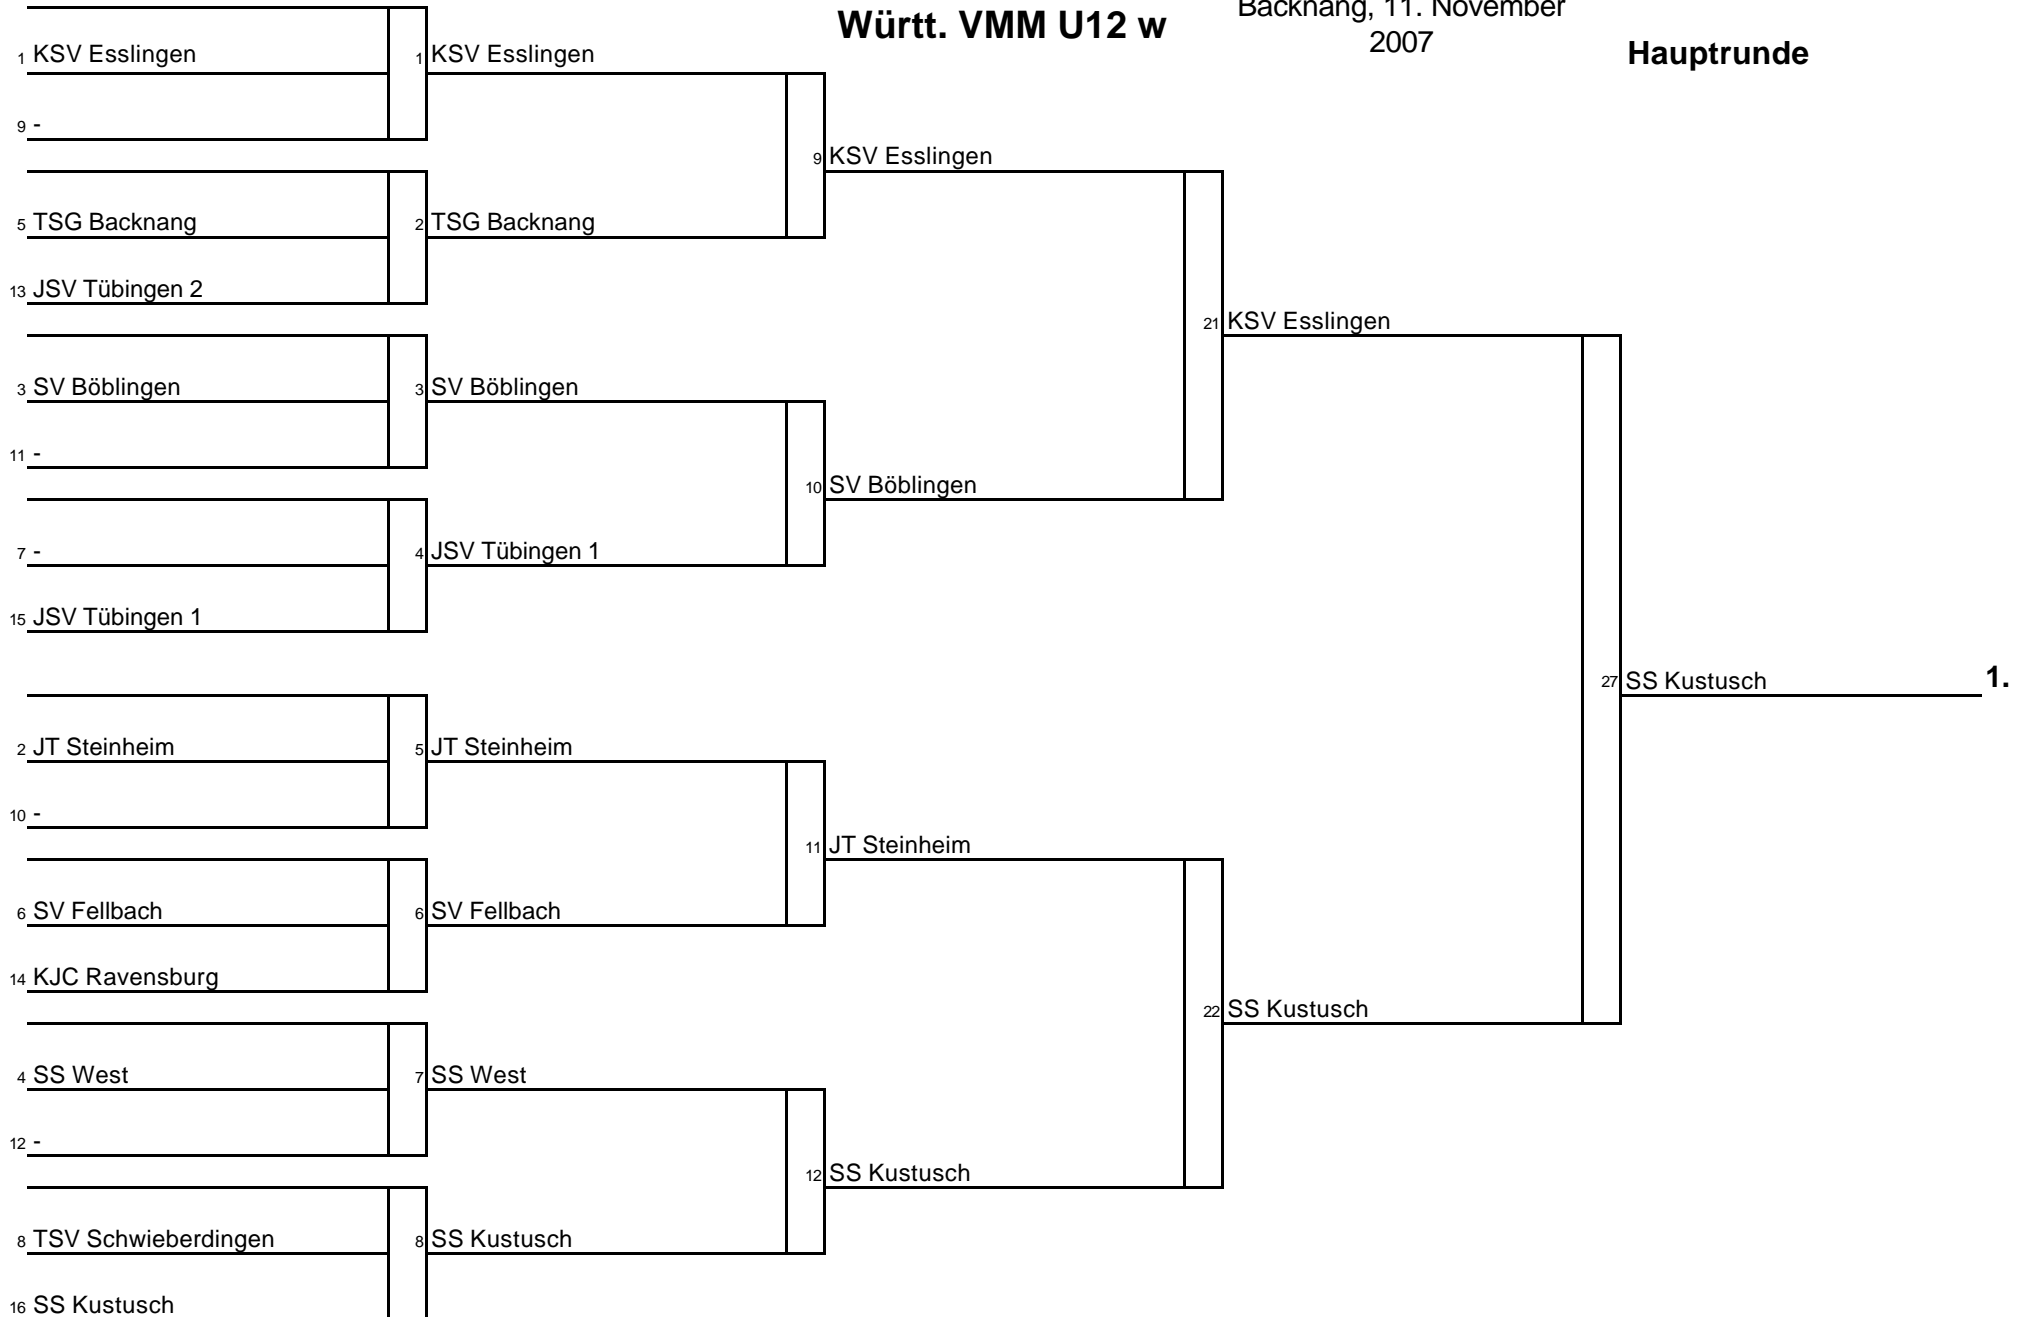 Württ. VMM U12 w
Backnang, 11. November
2007
Hauptrunde
1 KSV Esslingen
1 KSV Esslingen
9 -
9 KSV Esslingen
5 TSG Backnang
2 TSG Backnang
13 JSV Tübingen 2
21 KSV Esslingen
3 SV Böblingen
3 SV Böblingen
11 -
10 SV Böblingen
7 -
4 JSV Tübingen 1
15 JSV Tübingen 1
27 SS Kustusch
1.
2 JT Steinheim
5 JT Steinheim
10 -
11 JT Steinheim
6 SV Fellbach
6 SV Fellbach
14 KJC Ravensburg
22 SS Kustusch
4 SS West
7 SS West
12 -
12 SS Kustusch
8 TSV Schwieberdingen
8 SS Kustusch
16 SS Kustusch